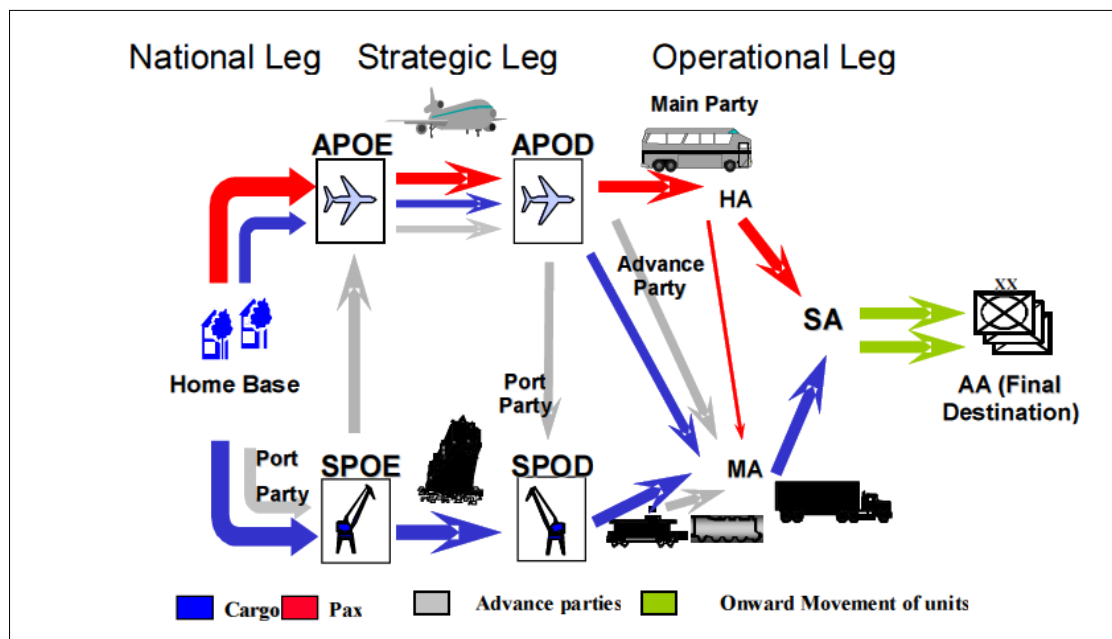 National Leg
Strategic Leg
Operational Leg
Main Party
APOE
APOD
HA
Advance
Party
SA
XX
Home Base
Port
Party
AA (Final
Destination)
Port
Party
SPOE
SPOD
MA
Cargo
Pax
Advance parties
Onward Movement of units